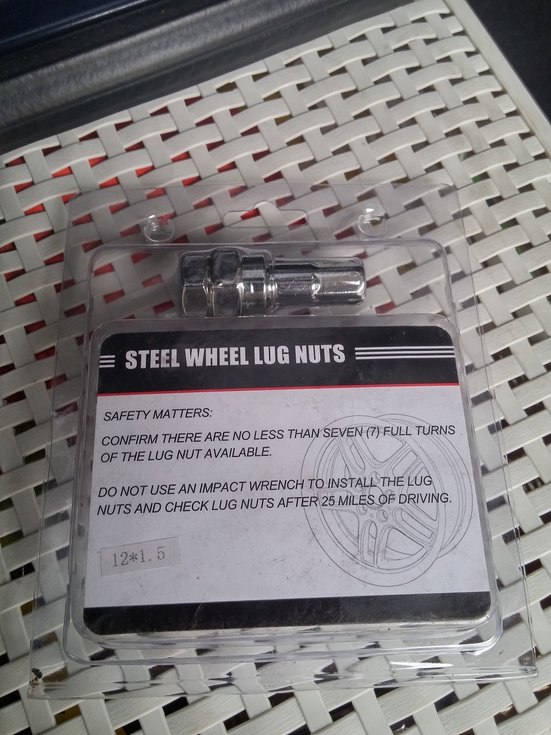 STEEL WHEEL LUG NUTS
SAFETY MATTERS:
CONFIRM THERE ARE NO LESS THAN SEVEN (7) FULL TURNS
OF THE LUG NUT AVAILABLE.
DO NOT USE AN IMPACT WRENCH TO INSTALL THE LUG
NUTS AND CHECK LUG NUTS AFTER 25 MILES OF DRIVING.
12*1.5